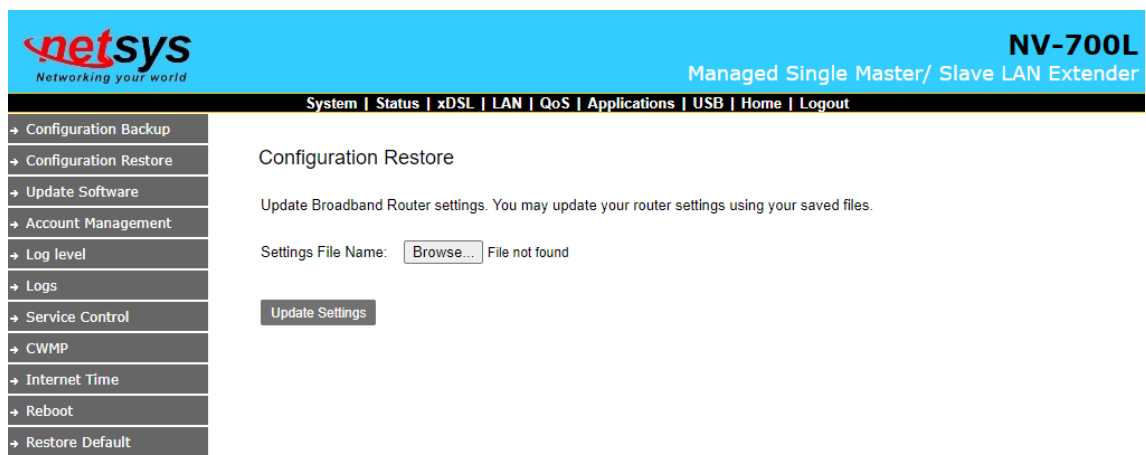 netsys
Networking your world
NV-700L
Managed Single Master/ Slave LAN Extender
System | Status | xDSL | LAN | QoS | Applications | USB | Home | Logout
Configuration Backup
Configuration Restore
Update Software
Account Management
Log level
Logs
Service Control
CWMP
Internet Time
Reboot
Restore Default
Configuration Restore
Update Broadband Router settings. You may update your router settings using your saved files.
Settings File Name: Browse... File not found
Update Settings